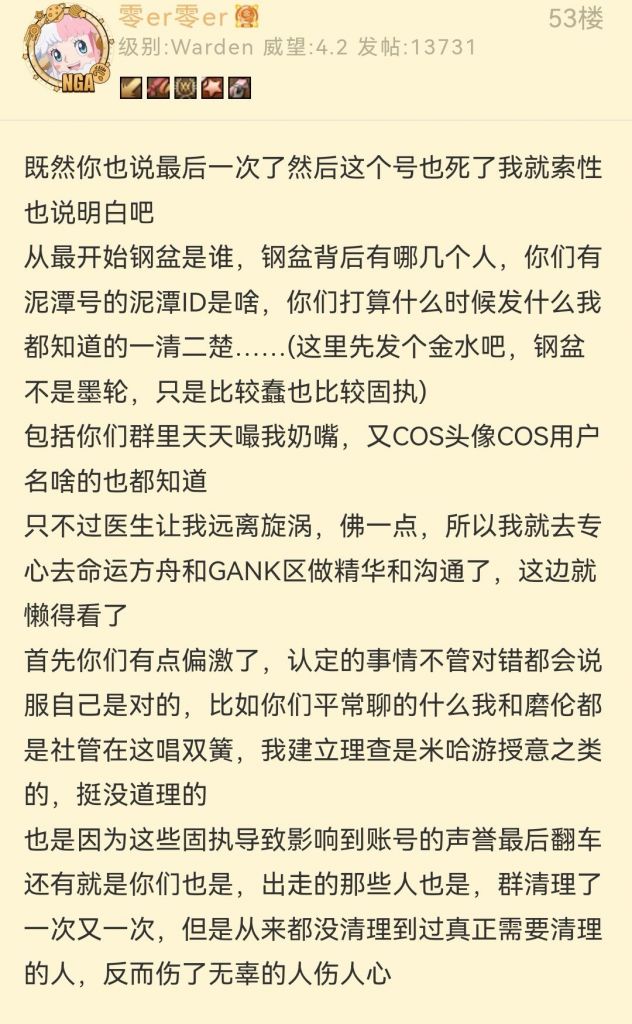 零er零er
53楼
级别:Warden 威望:4.2 发帖:13731
NGA
既然你也说最后一次了然后这个号也死了我就索性
也说明白吧
从最开始钢盆是谁，钢盆背后有哪几个人，你们有
泥潭号的泥潭ID是啥，你们打算什么时候发什么我
都知道的一清二楚……(这里先发个金水吧，钢盆
不是墨轮，只是比较蠢也比较固执)
包括你们群里天天嘬我奶嘴，又COS头像COS用户
名啥的也都知道
只不过医生让我远离旋涡，佛一点，所以我就去专
心去命运方舟和GANK区做精华和沟通了，这边就
懒得看了
首先你们有点偏激了，认定的事情不管对错都会说
服自己是对的，比如你们平常聊的什么我和磨伦都
是社管在这唱双簧，我建立理查是米哈游授意之类
的，挺没道理的
也是因为这些固执导致影响到账号的声誉最后翻车
还有就是你们也是，出走的那些人也是，群清理了
一次又一次，但是从来都没清理到过真正需要清理
的人，反而伤了无辜的人伤人心